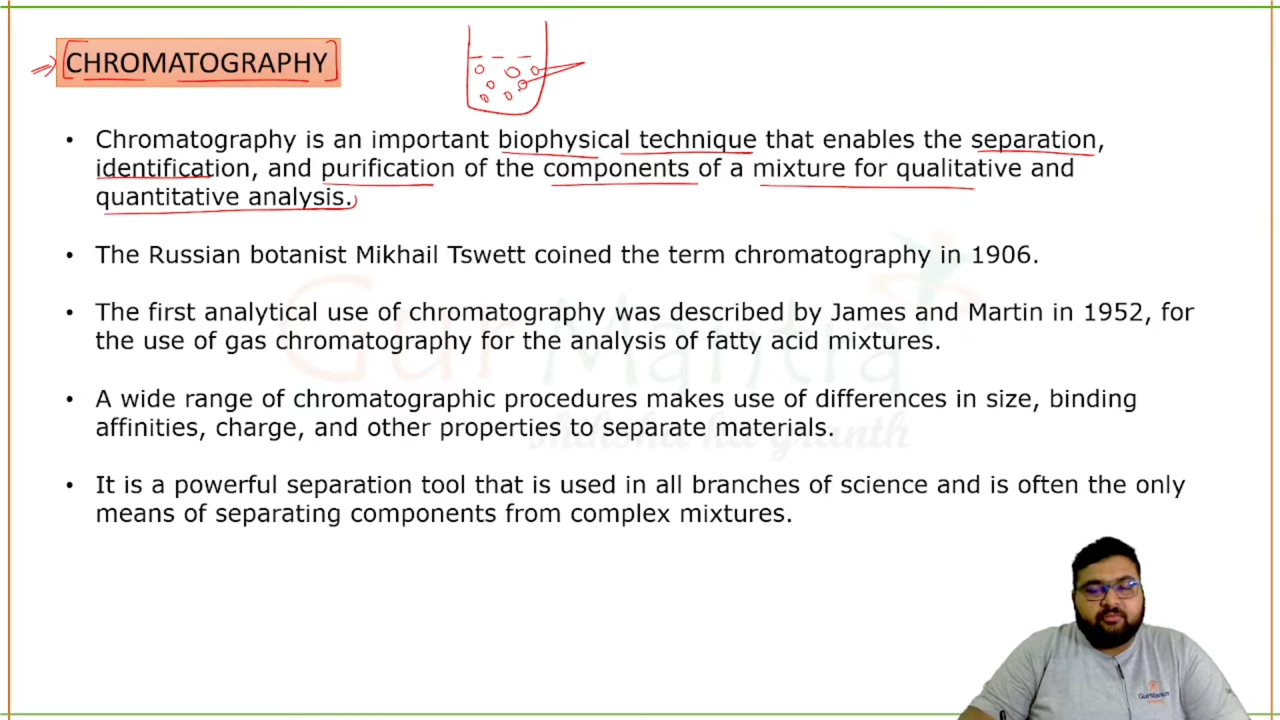 CHROMATOGRAPHY
• Chromatography is an important biophysical technique that enables the separation,
identification, and purification of the components of a mixture for qualitative and
quantitative analysis.
• The Russian botanist Mikhail Tswett coined the term chromatography in 1906.
• The first analytical use of chromatography was described by James and Martin in 1952, for
the use of gas chromatography for the analysis of fatty acid mixtures.
• A wide range of chromatographic procedures makes use of differences in size, binding
affinities, charge, and other properties to separate materials.
• It is a powerful separation tool that is used in all branches of science and is often the only
means of separating components from complex mixtures.
GurMantra
shiksha ka granth
GurMantra